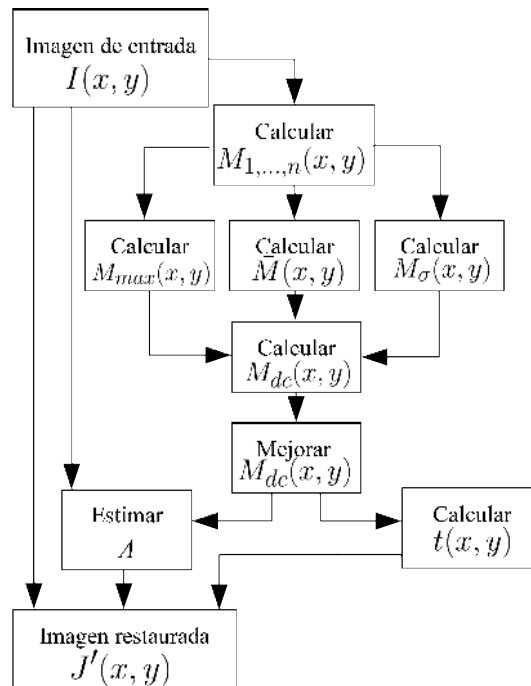 Imagen de entrada
I(x, y)
Calcular
M_{1,...,n}(x, y)
Calcular
M_{max}(x, y)
Calcular
M̄(x, y)
Calcular
M_σ(x, y)
Calcular
M_{dc}(x, y)
Mejorar
M_{dc}(x, y)
Estimar
A
Calcular
t(x, y)
Imagen restaurada
J'(x, y)